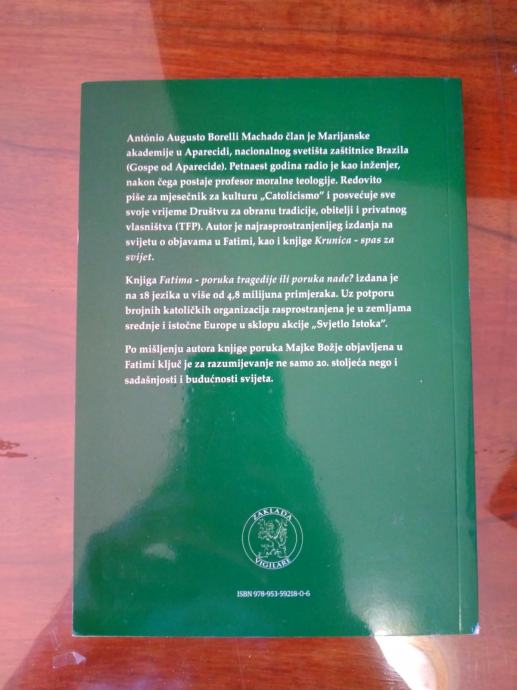 António Augusto Borelli Machado član je Marijanske
akademije u Aparecidi, nacionalnog svetišta zaštitnice Brazila
(Gospe od Aparecide). Petnaest godina radio je kao inženjer,
nakon čega postaje profesor moralne teologije. Redovito
piše za mjesečnik za kulturu „Catolicismo“ i posvećuje sve
svoje vrijeme Društvu za obranu tradicije, obitelji i privatnog
vlasništva (TFP). Autor je najrasprostranjenijeg izdanja na
svijetu o objavama u Fatimi, kao i knjige Krunica - spas za
svijet.
Knjiga Fatima - poruka tragedije ili poruka nade? izdana je
na 18 jezika u više od 4,8 milijuna primjeraka. Uz potporu
brojnih katoličkih organizacija rasprostranjena je u zemljama
srednje i istočne Europe u sklopu akcije „Svjetlo Istoka“.
Po mišljenju autora knjige poruka Majke Božje objavljena u
Fatimi ključ je za razumijevanje ne samo 20. stoljeća nego i
sadašnjosti i budućnosti svijeta.
ZAKLADA
VIGILARE
ISBN 978-953-59218-0-6